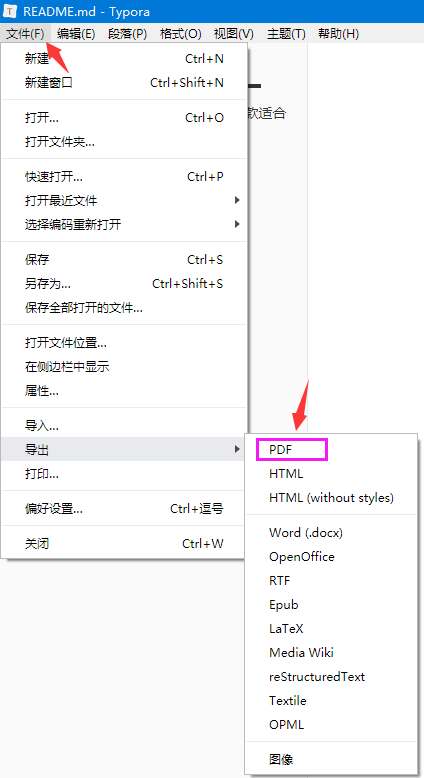 T README.md - Typora
文件(F) 编辑(E) 段落(P) 格式(O) 视图(V) 主题(T) 帮助(H)
新建 Ctrl+N
新建窗口 Ctrl+Shift+N
款适合
打开... Ctrl+O
打开文件夹...
快速打开... Ctrl+P
打开最近文件
选择编码重新打开
保存 Ctrl+S
另存为... Ctrl+Shift+S
保存全部打开的文件...
打开文件位置...
在侧边栏中显示
属性...
导入...
导出
打印...
偏好设置... Ctrl+逗号
关闭 Ctrl+W
PDF
HTML
HTML (without styles)
Word (.docx)
OpenOffice
RTF
Epub
LaTeX
Media Wiki
reStructuredText
Textile
OPML
图像